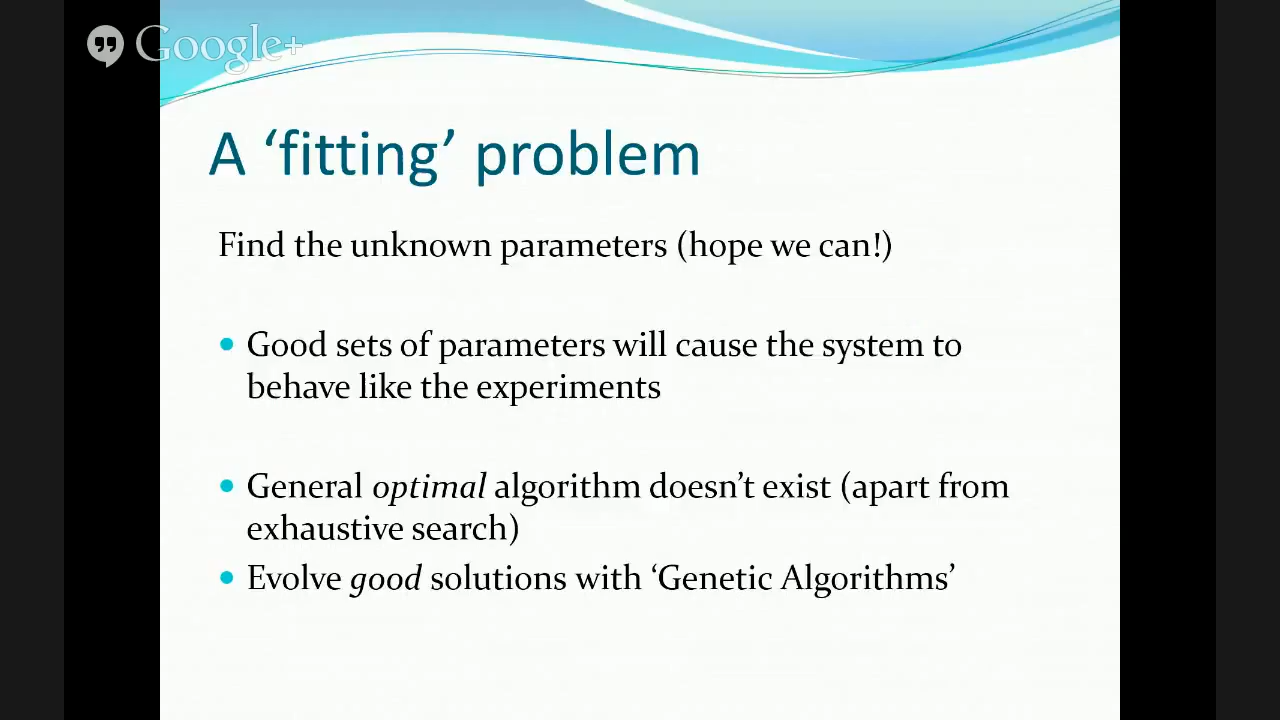 Google+
A ‘fitting’ problem
Find the unknown parameters (hope we can!)
Good sets of parameters will cause the system to
behave like the experiments
General optimal algorithm doesn’t exist (apart from
exhaustive search)
Evolve good solutions with ‘Genetic Algorithms’